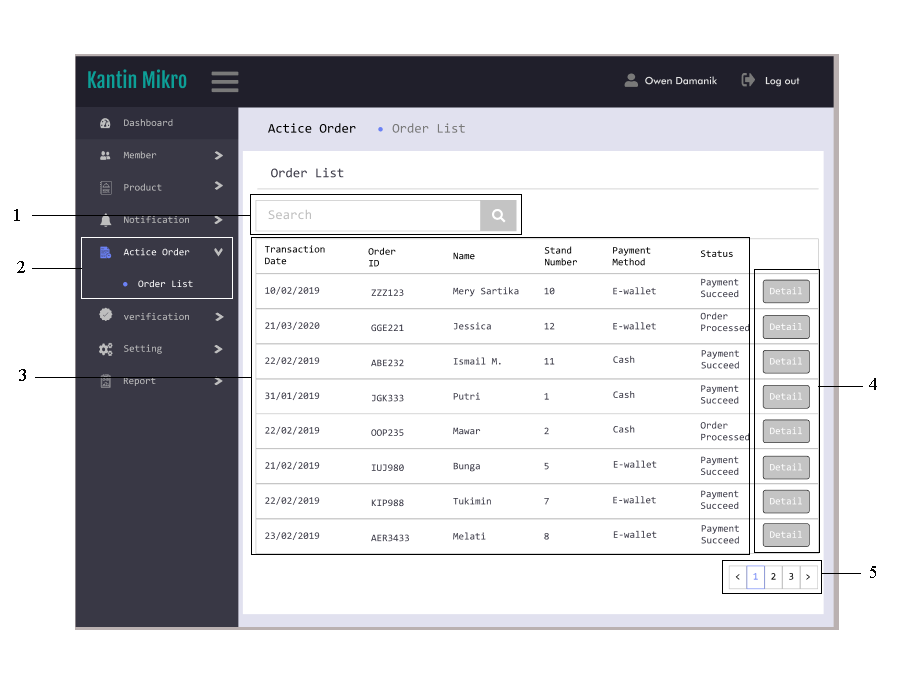 Kantin Mikro
Owen Damanik
Log out
Dashboard
Member
Product
Notification
Actice Order
Order List
verification
Setting
Report
Actice Order • Order List
Order List
Search
Transaction Date Order ID Name Stand Number Payment Method Status
10/02/2019 ZZZ123 Mery Sartika 10 E-wallet Payment Succeed Detail
21/03/2020 GGE221 Jessica 12 E-wallet Order Processed Detail
22/02/2019 ABE232 Ismail M. 11 Cash Payment Succeed Detail
31/01/2019 JGK333 Putri 1 Cash Payment Succeed Detail
22/02/2019 OOP235 Mawar 2 Cash Order Processed Detail
21/02/2019 IUJ980 Bunga 5 E-wallet Payment Succeed Detail
22/02/2019 KIP988 Tukimin 7 E-wallet Payment Succeed Detail
23/02/2019 AER3433 Melati 8 E-wallet Payment Succeed Detail
< 1 2 3 >
1
2
3
4
5